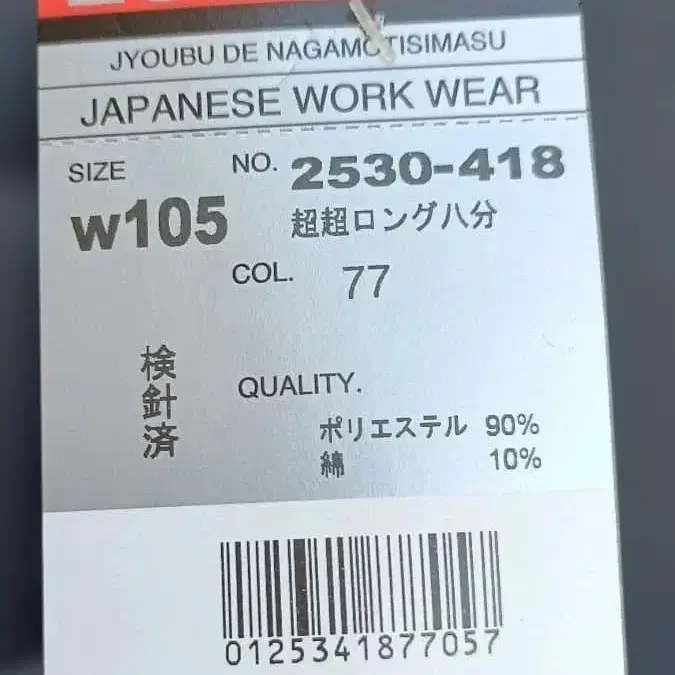 JYOUBU DE NAGAMOTISIMASU
JAPANESE WORK WEAR
SIZE
NO. 2530-418
w105
超超ロング八分
COL. 77
検針済
QUALITY.
ポリエステル 90%
綿 10%
0125341877057